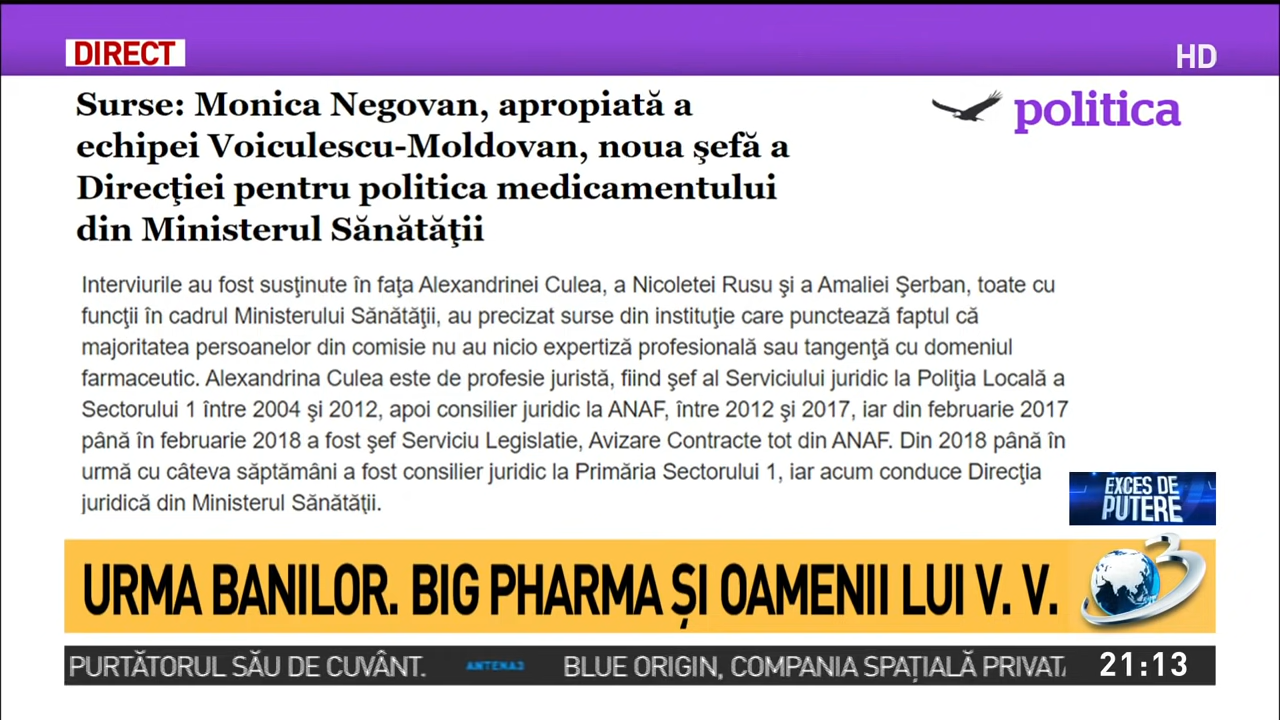 DIRECT
HD
Surse: Monica Negovan, apropiată a
echipei Voiculescu-Moldovan, noua şefă a
Direcţiei pentru politica medicamentului
din Ministerul Sănătăţii
politica
Interviurile au fost susţinute în faţa Alexandrinei Culea, a Nicoletei Rusu şi a Amaliei Şerban, toate cu
funcţii în cadrul Ministerului Sănătăţii, au precizat surse din instituţie care punctează faptul că
majoritatea persoanelor din comisie nu au nicio expertiză profesională sau tangenţă cu domeniul
farmaceutic. Alexandrina Culea este de profesie juristă, fiind şef al Serviciului juridic la Poliţia Locală a
Sectorului 1 între 2004 şi 2012, apoi consilier juridic la ANAF, între 2012 şi 2017, iar din februarie 2017
până în februarie 2018 a fost şef Serviciu Legislatie, Avizare Contracte tot din ANAF. Din 2018 până în
urmă cu câteva săptămâni a fost consilier juridic la Primăria Sectorului 1, iar acum conduce Direcţia
juridică din Ministerul Sănătăţii.
EXCES DE
PUTERE
URMA BANILOR. BIG PHARMA ȘI OAMENII LUI V. V.
3
PURTĂTORUL SĂU DE CUVÂNT. ANTENA3 BLUE ORIGIN, COMPANIA SPAȚIALĂ PRIVATĂ 21:13